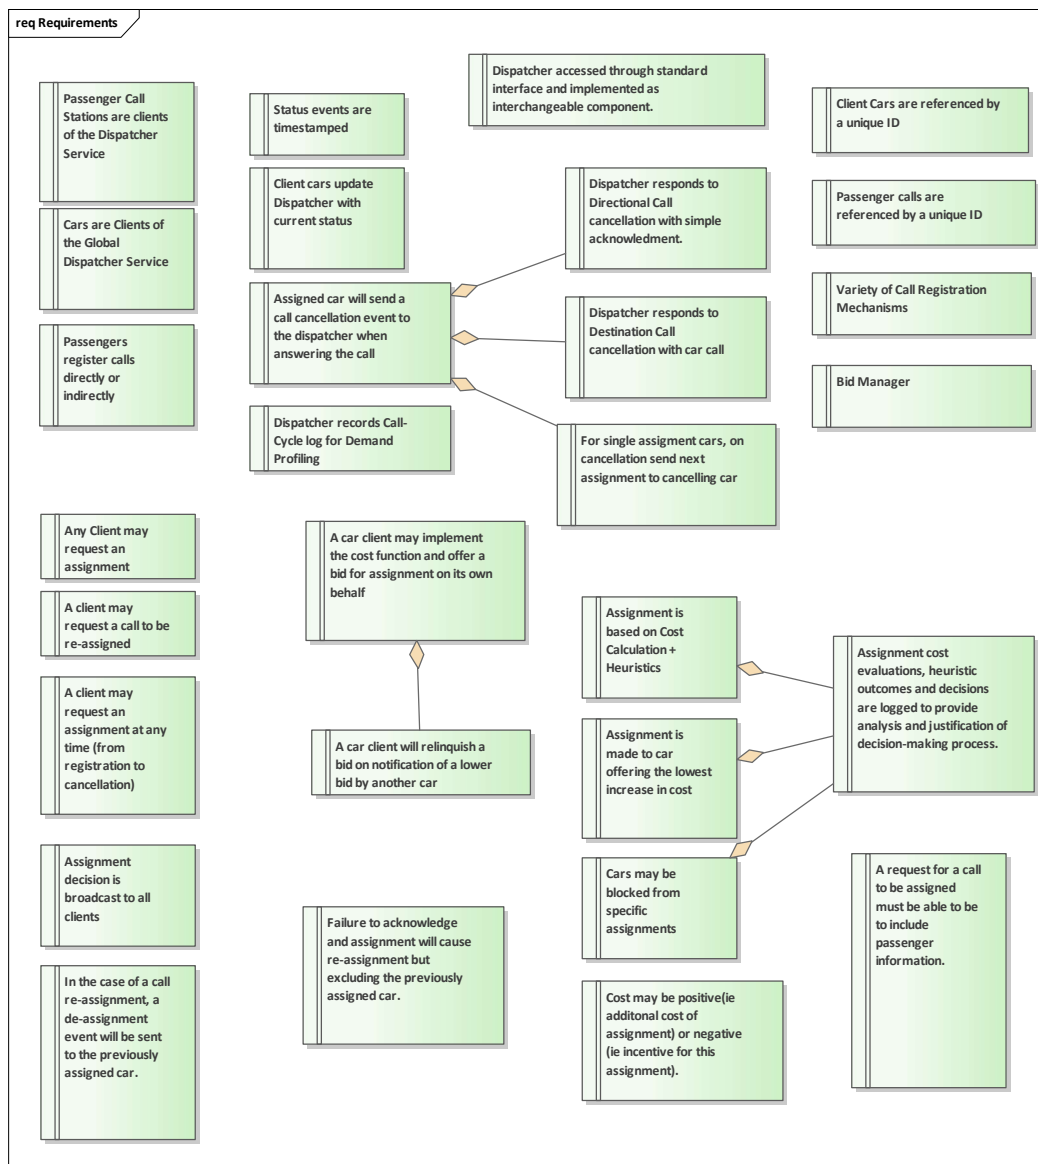 req Requirements
Dispatcher accessed through standard
interface and implemented as
interchangeable component.
Passenger Call
Stations are clients
of the Dispatcher
Service
Status events are
timestamped
Client Cars are referenced by
a unique ID
Client cars update
Dispatcher with
current status
Dispatcher responds to
Directional Call
cancellation with simple
acknowledment.
Passenger calls are
referenced by a unique ID
Cars are Clients of
the Global
Dispatcher Service
Variety of Call Registration
Mechanisms
Assigned car will send a
call cancellation event to
the dispatcher when
answering the call
Dispatcher responds to
Destination Call
cancellation with car call
Passengers
register calls
directly or
indirectly
Bid Manager
Dispatcher records Call-
Cycle log for Demand
Profiling
For single assigment cars, on
cancellation send next
assignment to cancelling car
Any Client may
request an
assignment
A car client may implement
the cost function and offer a
bid for assignment on its own
behalf
A client may
request a call to be
re-assigned
Assignment is
based on Cost
Calculation +
Heuristics
Assignment cost
evaluations, heuristic
outcomes and decisions
are logged to provide
analysis and justification of
decision-making process.
A client may
request an
assignment at any
time (from
registration to
cancellation)
A car client will relinquish a
bid on notification of a lower
bid by another car
Assignment is
made to car
offering the lowest
increase in cost
Assignment
decision is
broadcast to all
clients
Cars may be
blocked from
specific
assignments
A request for a call
to be assigned
must be able to be
to include
passenger
information.
Failure to acknowledge
and assignment will cause
re-assignment but
excluding the previously
assigned car.
In the case of a call
re-assignment, a
de-assignment
event will be sent
to the previously
assigned car.
Cost may be positive(ie
additonal cost of
assignment) or negative
(ie incentive for this
assignment).